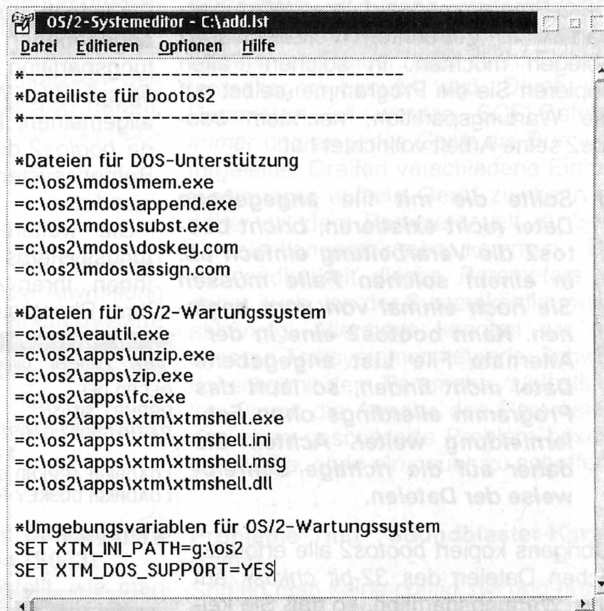 OS/2-Systemeditor - C:\add.lst
Datei Editieren Optionen Hilfe
*-----------------------------------------------
*Dateiliste für bootos2
*-----------------------------------------------
*Dateien für DOS-Unterstützung
=c:\os2\mdos\mem.exe
=c:\os2\mdos\append.exe
=c:\os2\mdos\subst.exe
=c:\os2\mdos\doskey.com
=c:\os2\mdos\assign.com
*Dateien für OS/2-Wartungssystem
=c:\os2\eautil.exe
=c:\os2\apps\unzip.exe
=c:\os2\apps\zip.exe
=c:\os2\apps\fc.exe
=c:\os2\apps\xtm\xtmshell.exe
=c:\os2\apps\xtm\xtmshell.ini
=c:\os2\apps\xtm\xtmshell.msg
=c:\os2\apps\xtm\xtmshell.dll
*Umgebungsvariablen für OS/2-Wartungssystem
SET XTM_INI_PATH=g:\os2
SET XTM_DOS_SUPPORT=YES